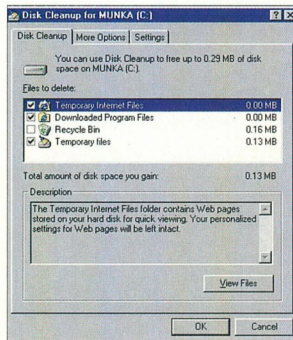 Disk Cleanup for MUNKA (C:)
Disk Cleanup More Options Settings
You can use Disk Cleanup to free up to 0.29 MB of disk
space on MUNKA (C:).
Files to delete:
Temporary Internet Files 0.00 MB
Downloaded Program Files 0.00 MB
Recycle Bin 0.16 MB
Temporary files 0.13 MB
Total amount of disk space you gain: 0.13 MB
Description
The Temporary Internet Files folder contains Web pages
stored on your hard disk for quick viewing. Your personalized
settings for Web pages will be left intact.
View Files
OK Cancel